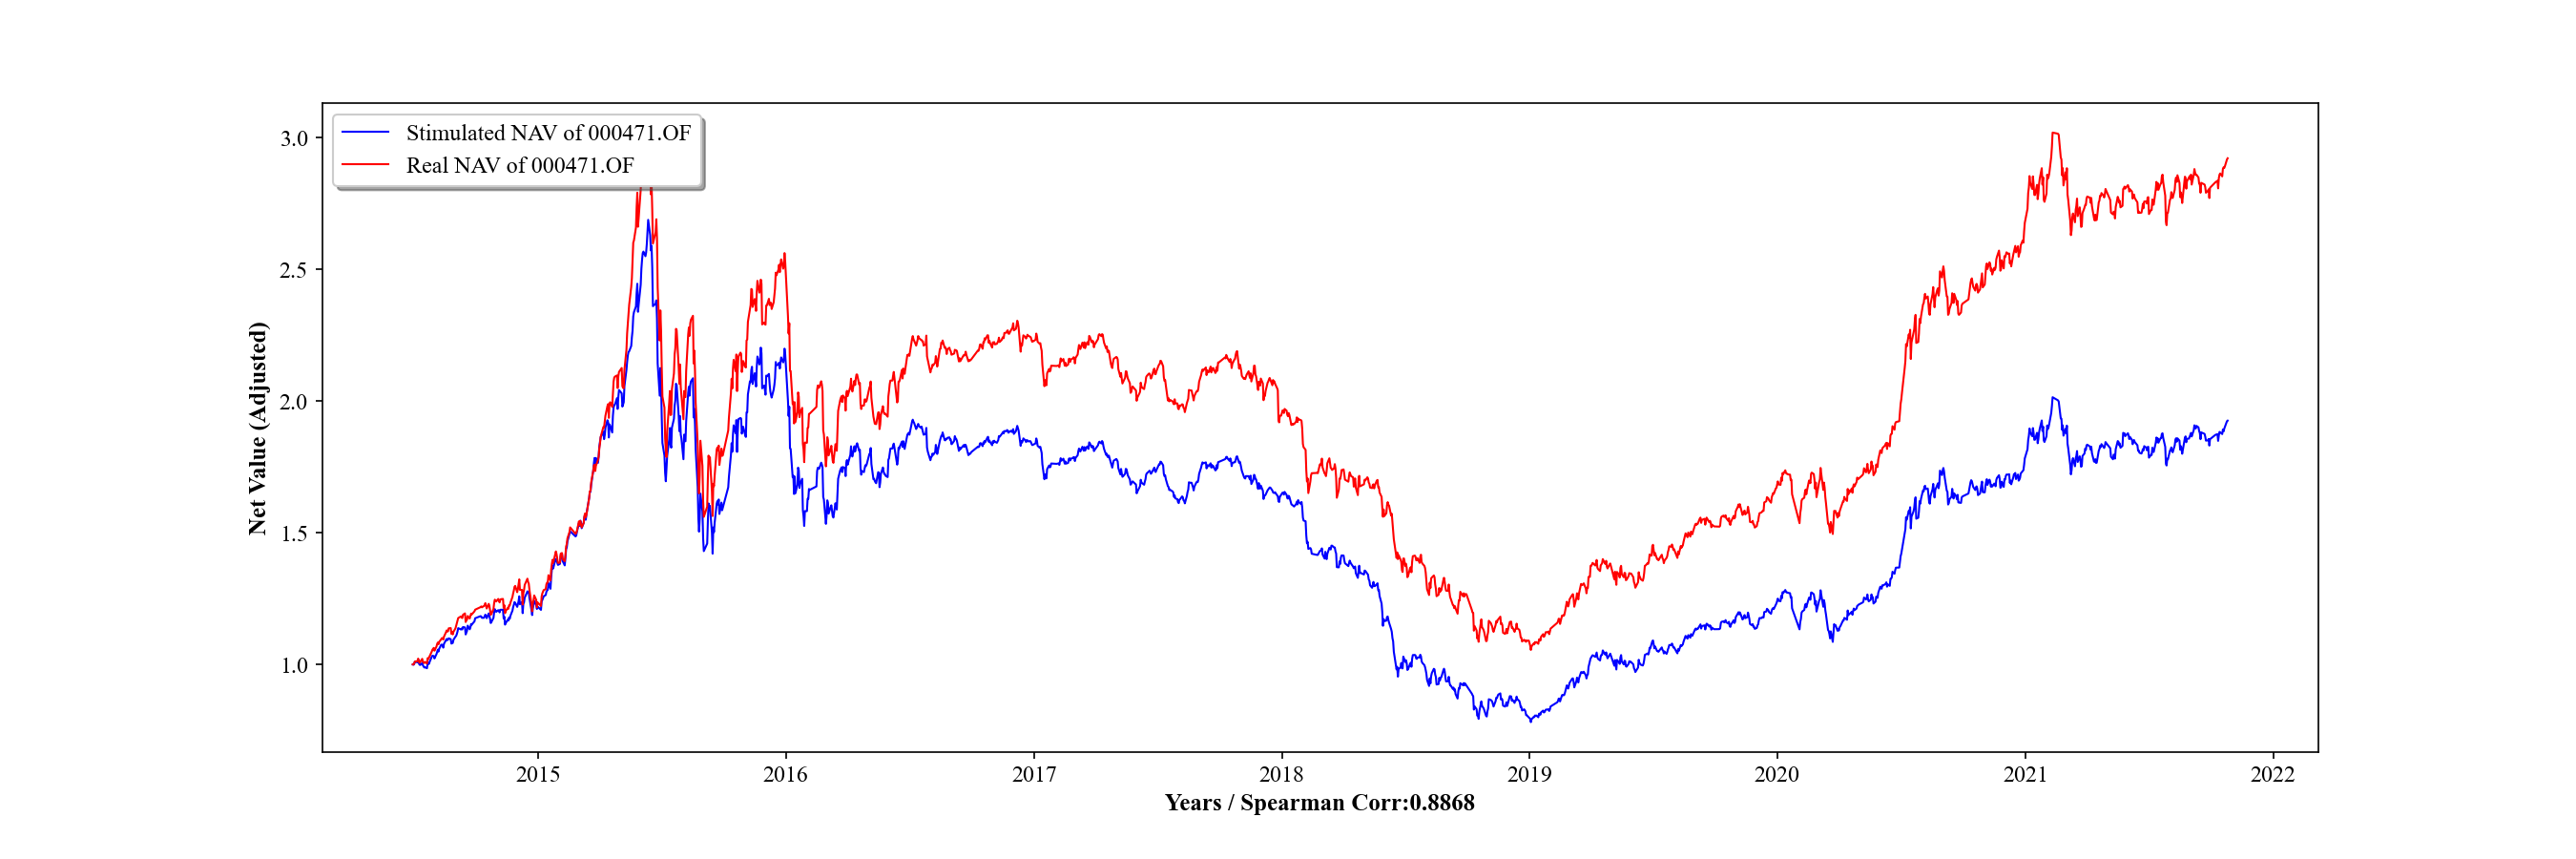 Stimulated NAV of 000471.OF
Real NAV of 000471.OF
3.0
2.5
2.0
1.5
1.0
Net Value (Adjusted)
2015 2016 2017 2018 2019 2020 2021 2022
Years / Spearman Corr:0.8868